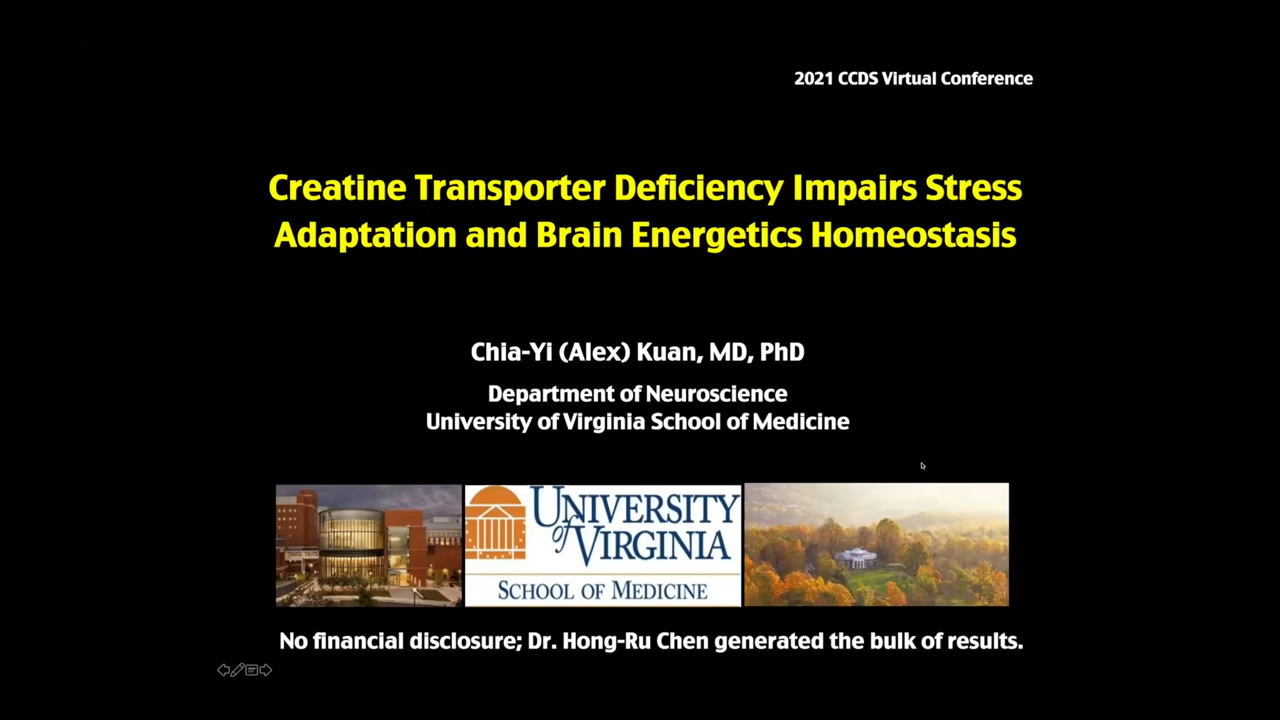 2021 CCDS Virtual Conference
Creatine Transporter Deficiency Impairs Stress
Adaptation and Brain Energetics Homeostasis
Chia-Yi (Alex) Kuan, MD, PhD
Department of Neuroscience
University of Virginia School of Medicine
UNIVERSITY
of VIRGINIA
SCHOOL OF MEDICINE
No financial disclosure; Dr. Hong-Ru Chen generated the bulk of results.